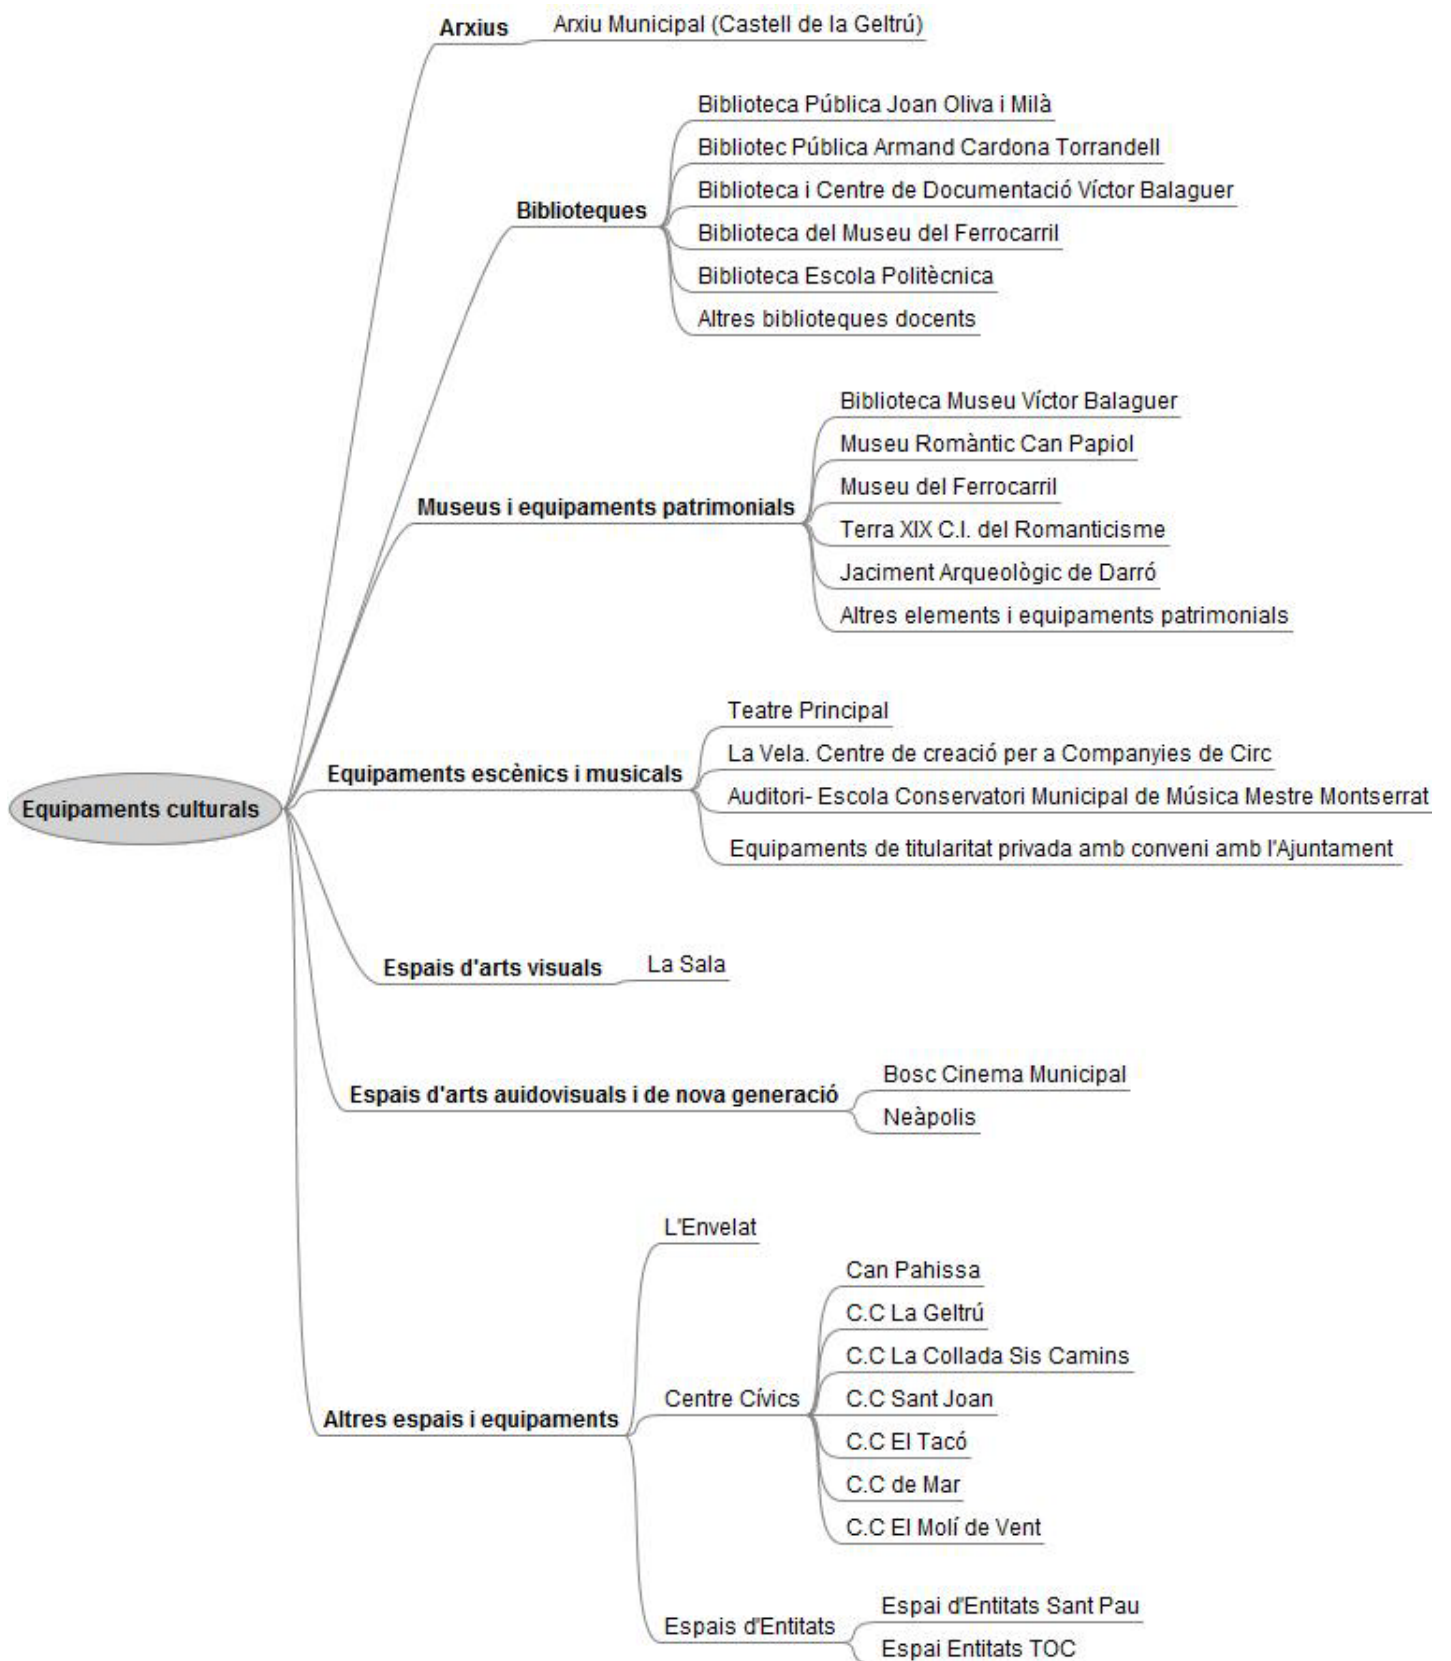 Arxius
Arxiu Municipal (Castell de la Geltrú)
Biblioteques
Biblioteca Pública Joan Oliva i Milà
Bibliotec Pública Armand Cardona Torrandell
Biblioteca i Centre de Documentació Víctor Balaguer
Biblioteca del Museu del Ferrocarril
Biblioteca Escola Politècnica
Altres biblioteques docents
Museus i equipaments patrimonials
Biblioteca Museu Víctor Balaguer
Museu Romàntic Can Papiol
Museu del Ferrocarril
Terra XIX C.I. del Romanticisme
Jaciment Arqueològic de Darró
Altres elements i equipaments patrimonials
Equipaments culturals
Equipaments escènics i musicals
Teatre Principal
La Vela. Centre de creació per a Companyies de Circ
Auditori- Escola Conservatori Municipal de Música Mestre Montserrat
Equipaments de titularitat privada amb conveni amb l'Ajuntament
Espais d'arts visuals
La Sala
Espais d'arts auidovisuals i de nova generació
Bosc Cinema Municipal
Neàpolis
Altres espais i equipaments
L'Envelat
Centre Cívics
Can Pahissa
C.C La Geltrú
C.C La Collada Sis Camins
C.C Sant Joan
C.C El Tacó
C.C de Mar
C.C El Molí de Vent
Espais d'Entitats
Espai d'Entitats Sant Pau
Espai Entitats TOC